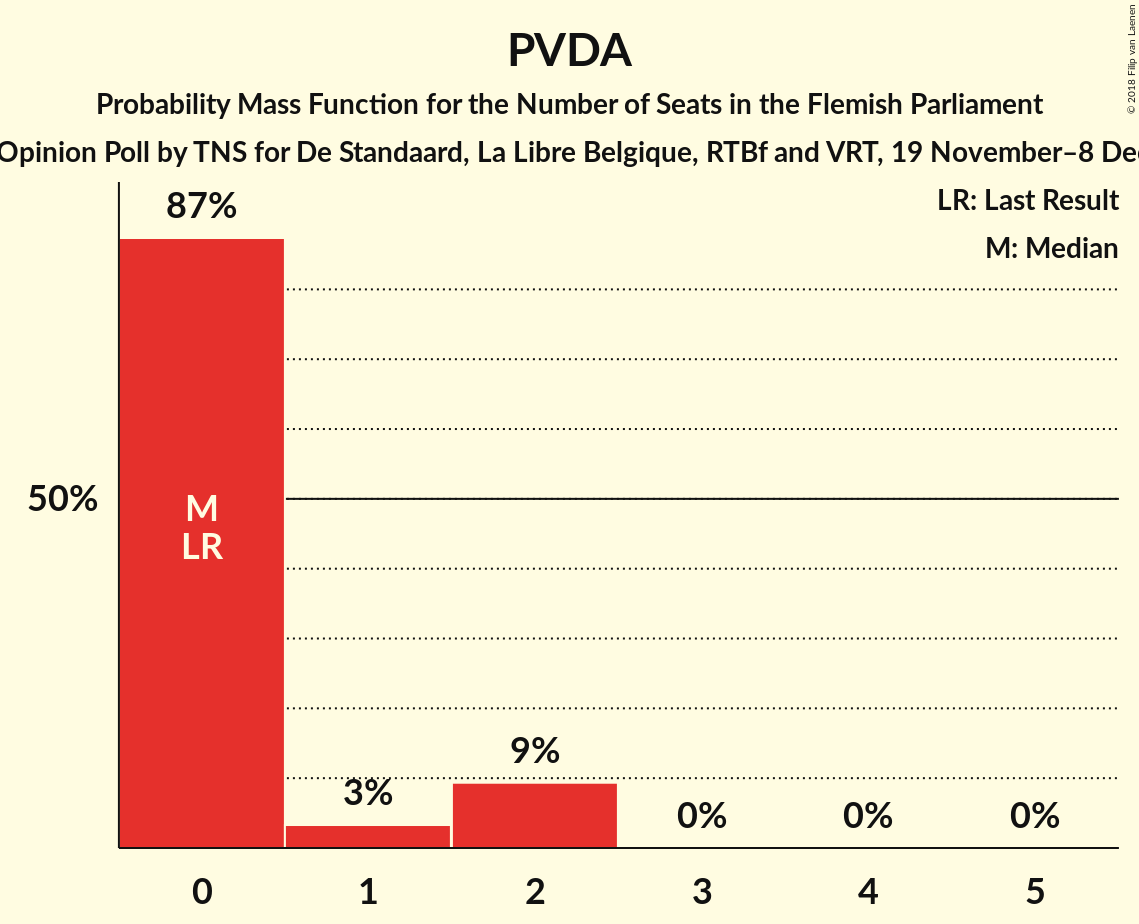 PVDA
Probability Mass Function for the Number of Seats in the Flemish Parliament
Opinion Poll by TNS for De Standaard, La Libre Belgique, RTBf and VRT, 19 November–8
© 2018 Filip van Laenen
LR: Last Result
M: Median
87%
50%
M
LR
3%
9%
0%
0%
0%
0 1 2 3 4 5